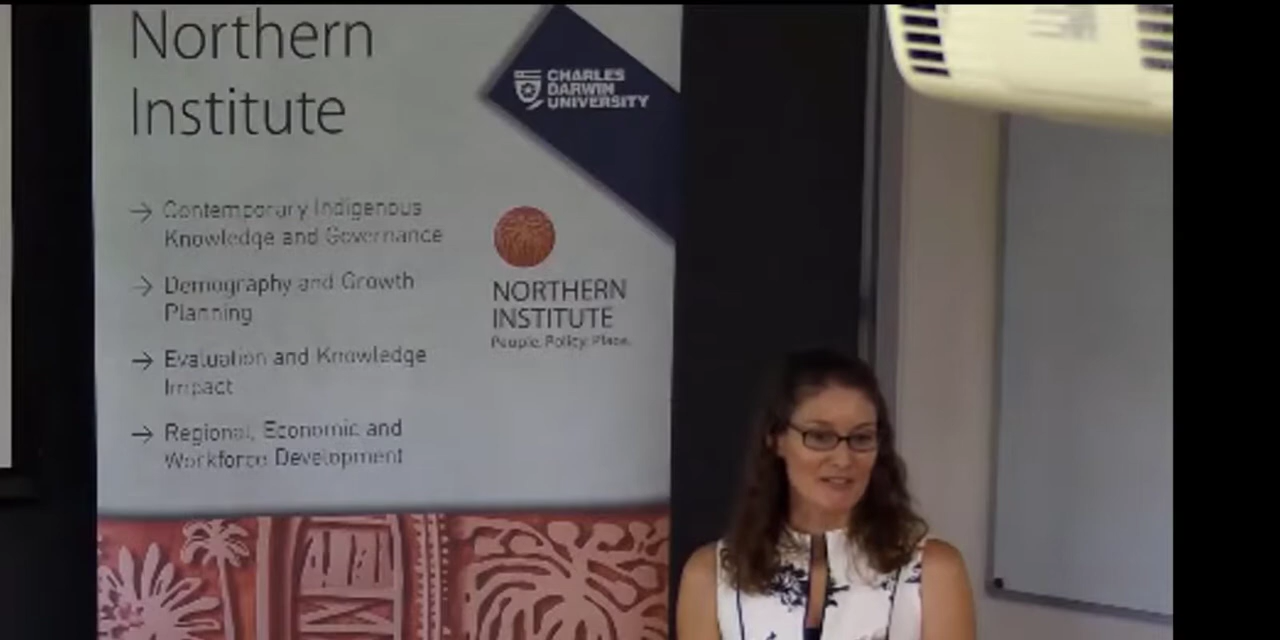 Northern
Institute
CHARLES
DARWIN
UNIVERSITY
→ Contemporary Indigenous
Knowledge and Governance
→ Demography and Growth
Planning
→ Evaluation and Knowledge
Impact
→ Regional, Economic and
Workforce Development
NORTHERN
INSTITUTE
People. Policy. Place.